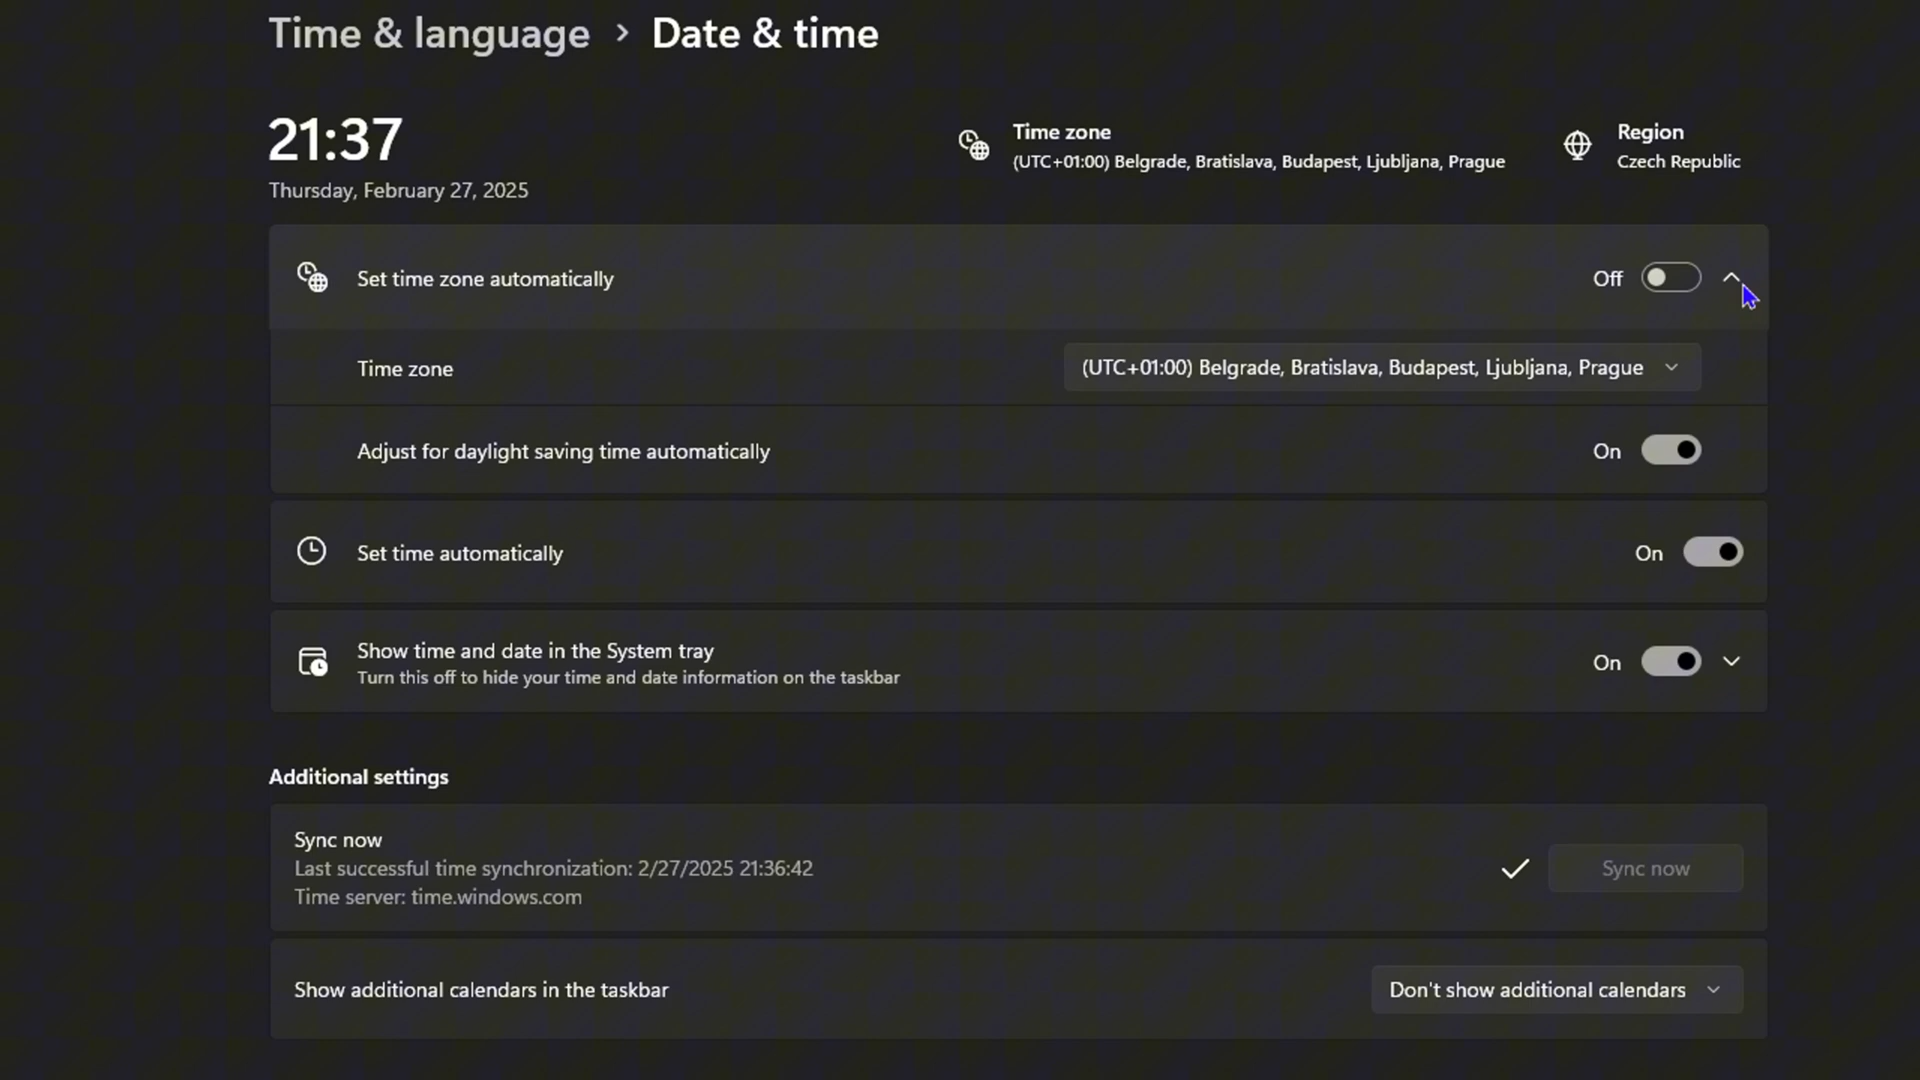 Time & language > Date & time
21:37
Thursday, February 27, 2025
Time zone
(UTC+01:00) Belgrade, Bratislava, Budapest, Ljubljana, Prague
Region
Czech Republic
Set time zone automatically
Off
Time zone
(UTC+01:00) Belgrade, Bratislava, Budapest, Ljubljana, Prague
Adjust for daylight saving time automatically
On
Set time automatically
On
Show time and date in the System tray
Turn this off to hide your time and date information on the taskbar
On
Additional settings
Sync now
Last successful time synchronization: 2/27/2025 21:36:42
Time server: time.windows.com
Sync now
Show additional calendars in the taskbar
Don't show additional calendars